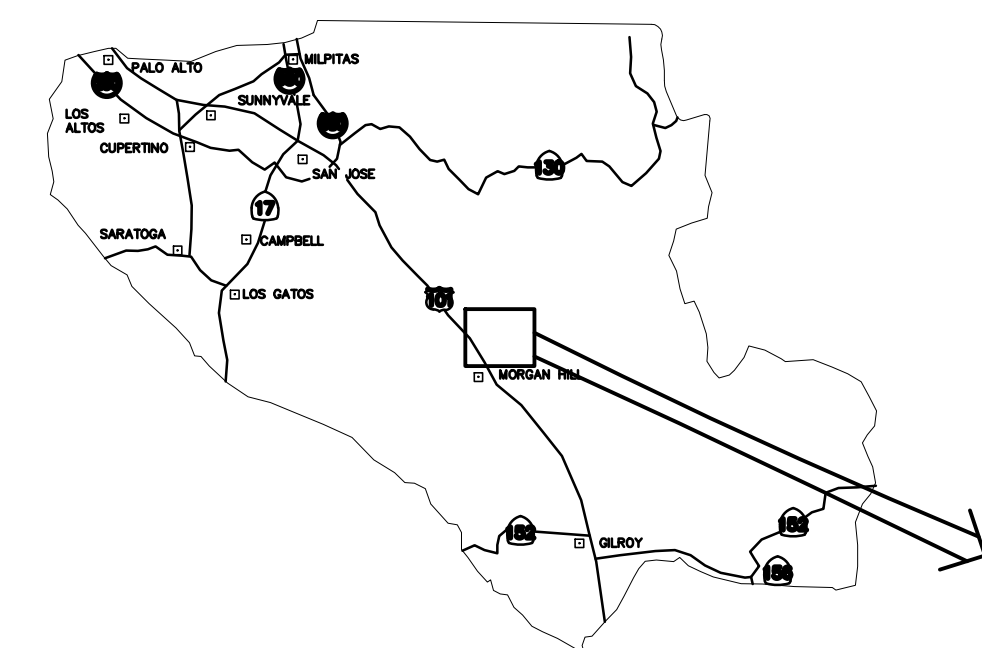 MILPITAS
PALO ALTO
SUNNYVALE
LOS
ALTOS
CUPERTINO
130
SAN JOSE
17
SARATOGA
CAMPBELL
LOS GATOS
101
MORGAN HILL
152
152
GILROY
156